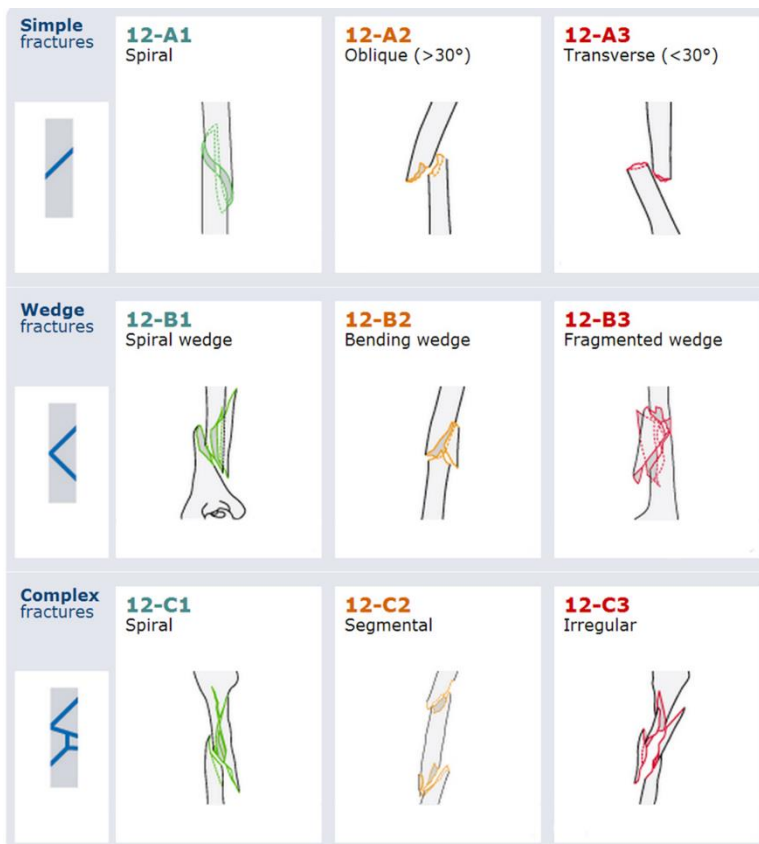 Simple
fractures
12-A1
Spiral
12-A2
Oblique (>30°)
12-A3
Transverse (<30°)
Wedge
fractures
12-B1
Spiral wedge
12-B2
Bending wedge
12-B3
Fragmented wedge
Complex
fractures
12-C1
Spiral
12-C2
Segmental
12-C3
Irregular